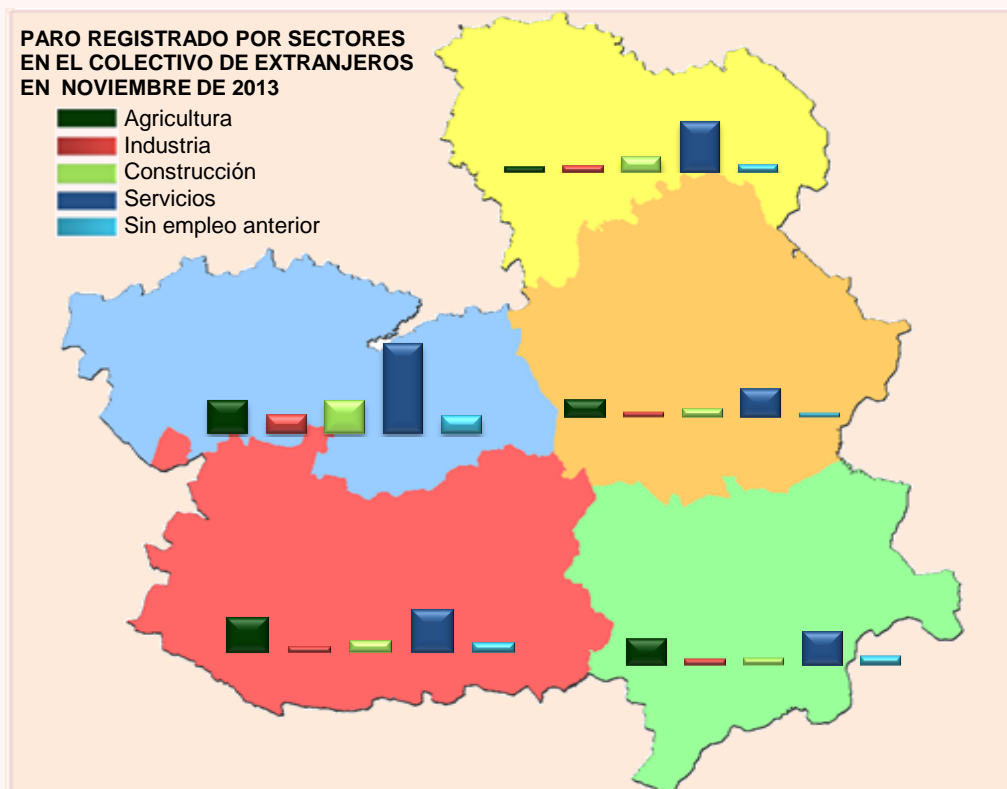 PARO REGISTRADO POR SECTORES
EN EL COLECTIVO DE EXTRANJEROS
EN NOVIEMBRE DE 2013
Agricultura
Industria
Construcción
Servicios
Sin empleo anterior